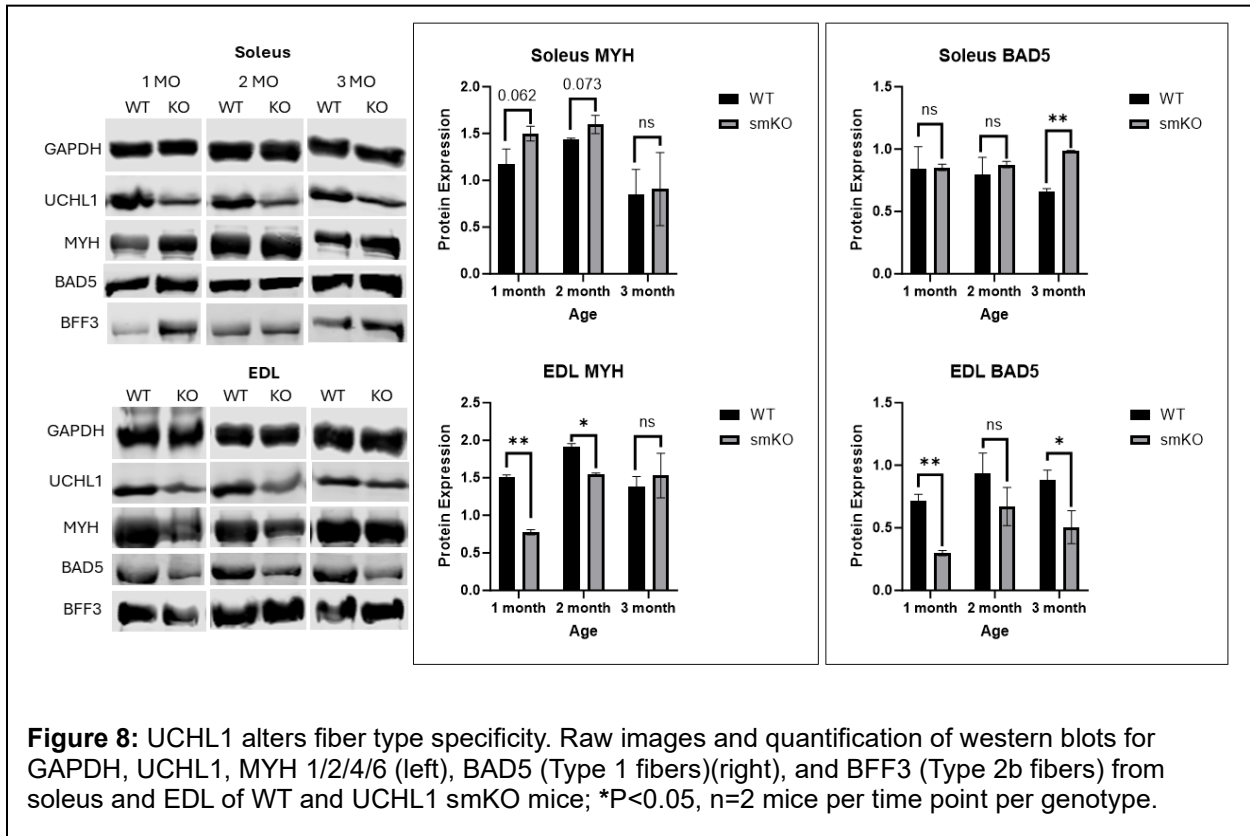 Soleus
1 MO 2 MO 3 MO
WT KO WT KO WT KO
GAPDH
UCHL1
MYH
BAD5
BFF3
EDL
WT KO WT KO WT KO
GAPDH
UCHL1
MYH
BAD5
BFF3
Soleus MYH
Protein Expression
2.0
1.5
1.0
0.5
0.0
0.062
0.073
ns
1 month 2 month 3 month
Age
WT
smKO
EDL MYH
Protein Expression
2.5
2.0
1.5
1.0
0.5
0.0
**
*
ns
1 month 2 month 3 month
Age
WT
smKO
Soleus BAD5
Protein Expression
1.5
1.0
0.5
0.0
ns
ns
**
1 month 2 month 3 month
Age
WT
smKO
EDL BAD5
Protein Expression
1.5
1.0
0.5
0.0
**
ns
*
1 month 2 month 3 month
Age
WT
smKO
Figure 8: UCHL1 alters fiber type specificity. Raw images and quantification of western blots for
GAPDH, UCHL1, MYH 1/2/4/6 (left), BAD5 (Type 1 fibers)(right), and BFF3 (Type 2b fibers) from
soleus and EDL of WT and UCHL1 smKO mice; *P<0.05, n=2 mice per time point per genotype.